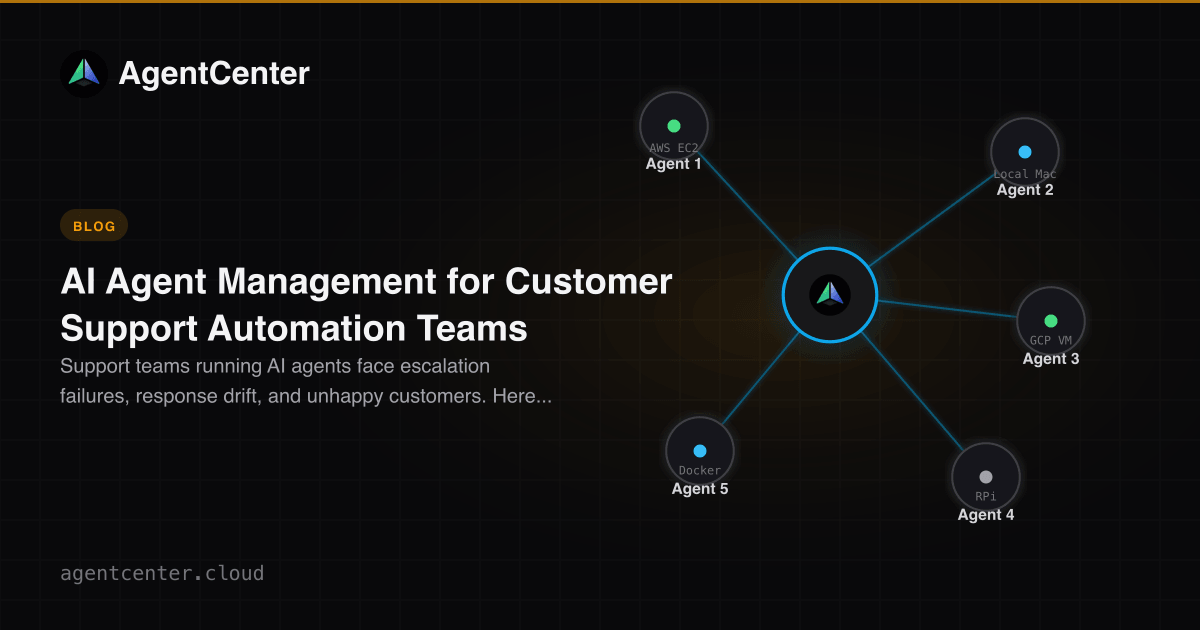 AgentCenter
BLOG
AI Agent Management for Customer
Support Automation Teams
Support teams running AI agents face escalation
failures, response drift, and unhappy customers. Here...
agentcenter.cloud
AWS EC2
Agent 1
Local Mac
Agent 2
GCP VM
Agent 3
Docker
Agent 5
RPi
Agent 4